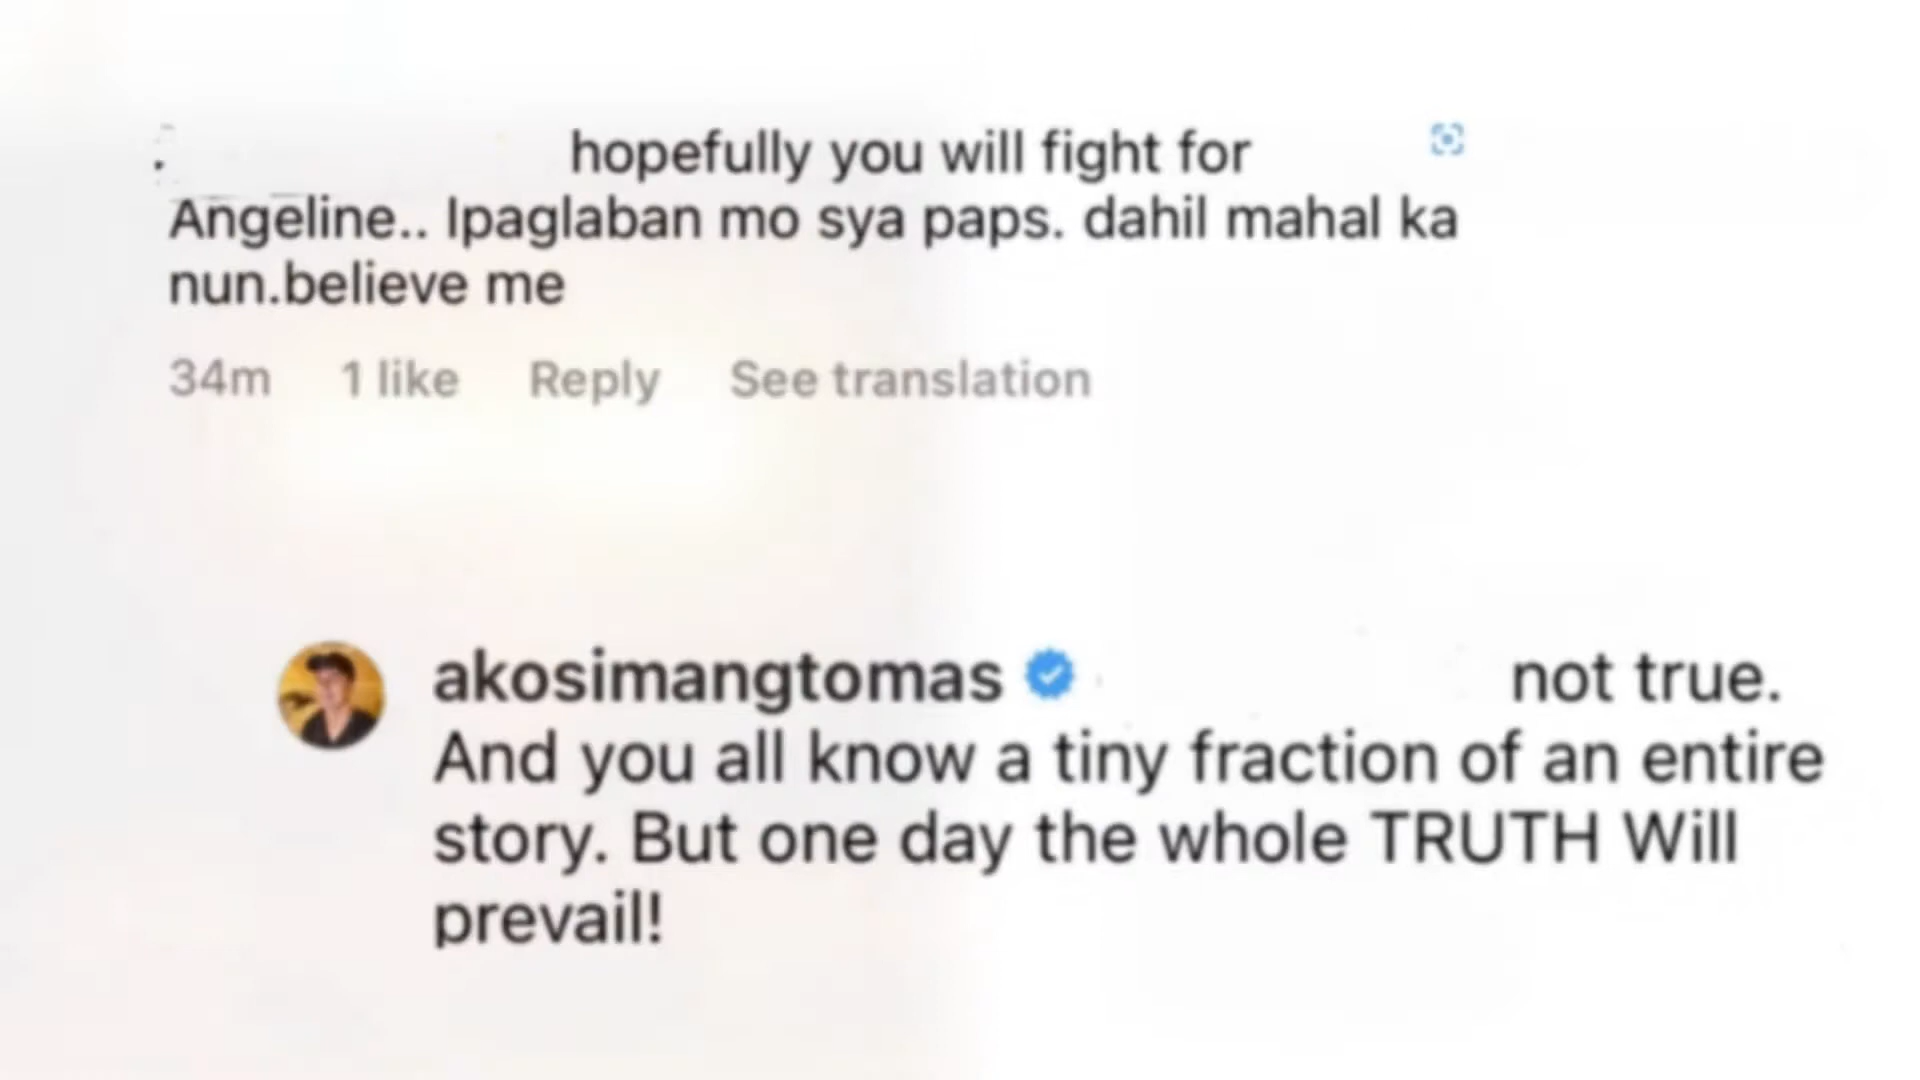 hopefully you will fight for
Angeline.. Ipaglaban mo sya paps. dahil mahal ka
nun.believe me
34m 1 like Reply See translation
akosimangtomas not true.
And you all know a tiny fraction of an entire
story. But one day the whole TRUTH Will
prevail!